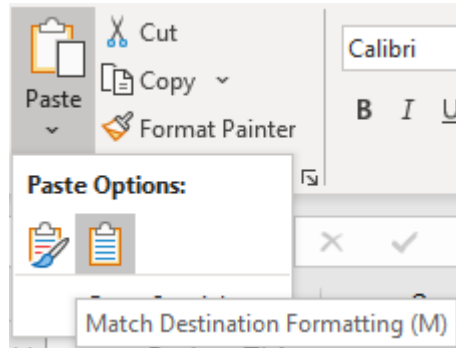 Cut
Copy
Paste
Format Painter
Calibri
B I U
Paste Options:
Match Destination Formatting (M)